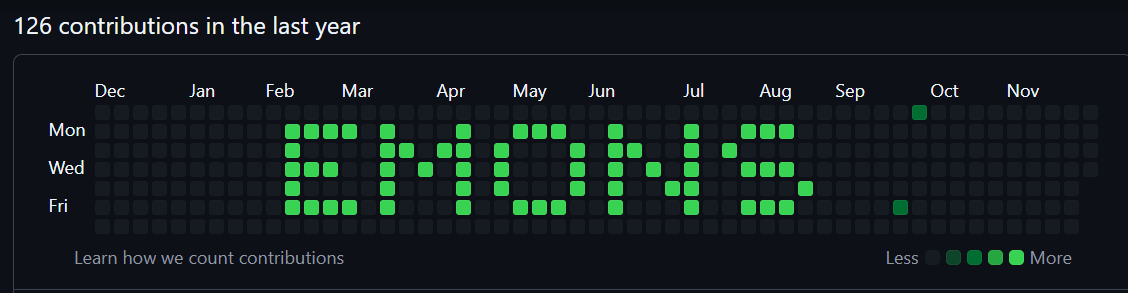 126 contributions in the last year
Dec Jan Feb Mar Apr May Jun Jul Aug Sep Oct Nov
Mon
Wed
Fri
EMONS
Learn how we count contributions Less More